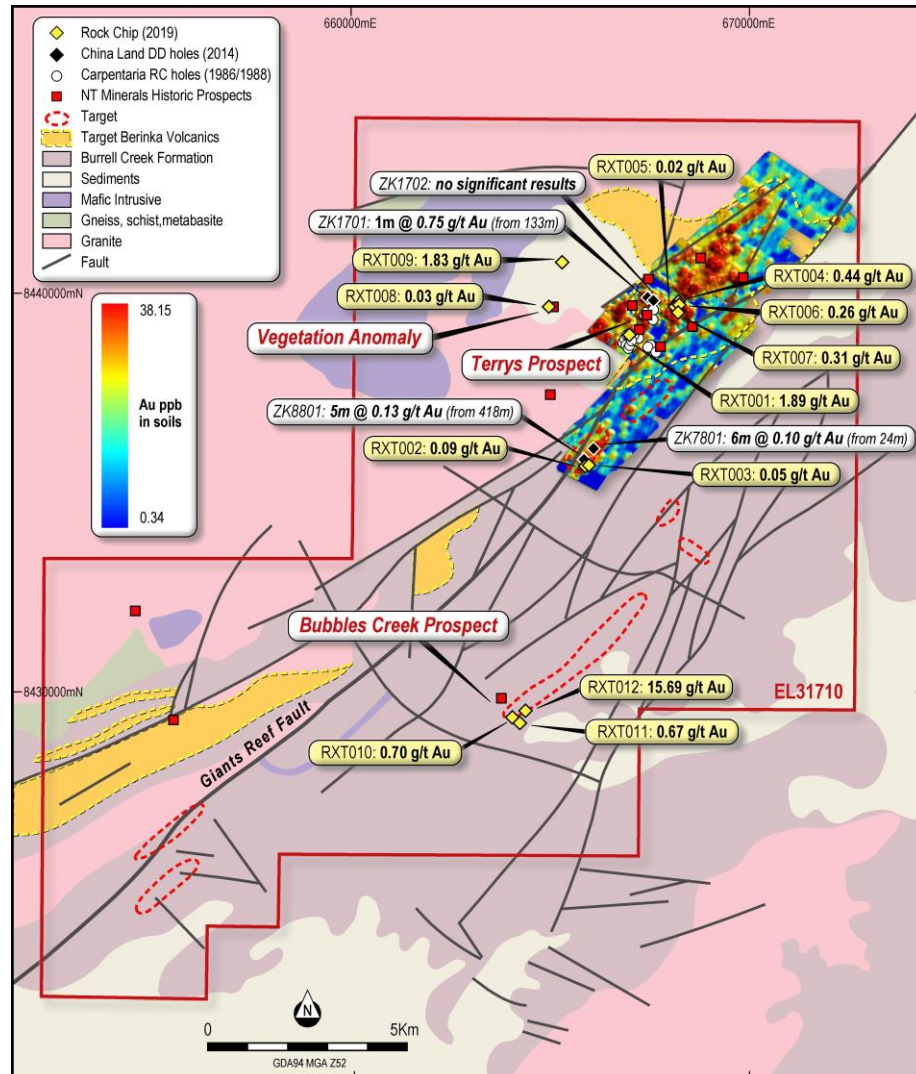 660000mE
670000mE
Rock Chip (2019)
China Land DD holes (2014)
Carpentaria RC holes (1986/1988)
NT Minerals Historic Prospects
Target
Target Berinka Volcanics
Burrell Creek Formation
Sediments
Mafic Intrusive
Gneiss, schist,metabasite
Granite
Fault
RXT005: 0.02 g/t Au
ZK1702: no significant results
ZK1701: 1m @ 0.75 g/t Au (from 133m)
RXT009: 1.83 g/t Au
RXT004: 0.44 g/t Au
8440000mN
RXT008: 0.03 g/t Au
RXT006: 0.26 g/t Au
38.15
Au ppb
in soils
0.34
Vegetation Anomaly
Terrys Prospect
RXT007: 0.31 g/t Au
RXT001: 1.89 g/t Au
ZK8801: 5m @ 0.13 g/t Au (from 418m)
ZK7801: 6m @ 0.10 g/t Au (from 24m)
RXT002: 0.09 g/t Au
RXT003: 0.05 g/t Au
Bubbles Creek Prospect
8430000mN
EL31710
RXT012: 15.69 g/t Au
RXT011: 0.67 g/t Au
RXT010: 0.70 g/t Au
Giants Reef Fault
N
0
5Km
GDA94 MGA Z52